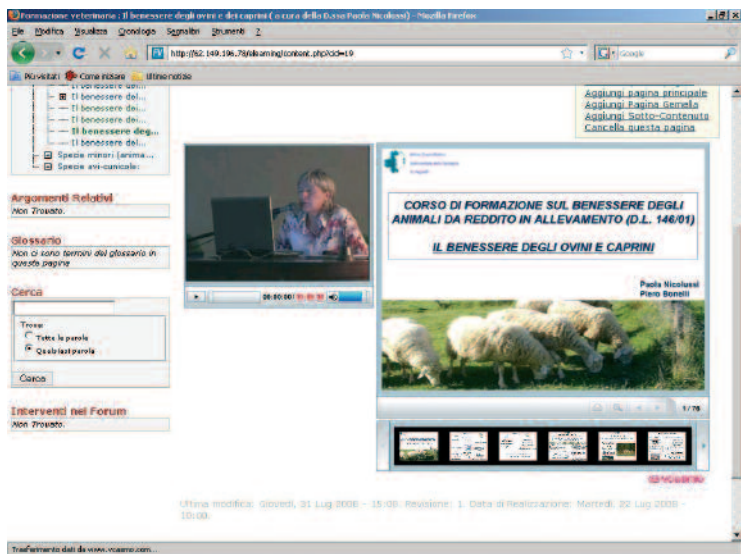 Formazione veterinaria : Il benessere degli ovini e dei caprini ( a cura della D.ssa Paola Nicolussi) - Mozilla Firefox
File Modifica Visualizza Cronologia Segnalibri Strumenti ?
http://62.149.196.78/elearning/content.php?cid=19
Google
Più visitati Come iniziare Ultime notizie
Il benessere dei...
Il benessere del...
Il benessere dei...
Il benessere deg...
Il benessere del...
Specie minori (anima...
Specie avi-cunicole:
Aggiungi pagina principale
Aggiungi Pagina Gemella
Aggiungi Sotto-Contenuto
Cancella questa pagina
Argomenti Relativi
Non Trovato.
Glossario
Non ci sono termini del glossario in
questa pagina
Cerca
Trova:
Tutte le parole
Qualsiasi parola
Cerca
Interventi nel Forum
Non Trovato.
00:00:00
CORSO DI FORMAZIONE SUL BENESSERE DEGLI
ANIMALI DA REDDITO IN ALLEVAMENTO (D.L. 146/01)
IL BENESSERE DEGLI OVINI E CAPRINI
Paola Nicolussi
Piero Bonelli
1/76
vcasmo
Ultima modifica: Giovedì, 31 Lug 2008 - 15:00. Revisione: 1. Data di Realizzazione: Martedì, 22 Lug 2008 -
10:00.
Trasferimento dati da www.vcasmo.com...